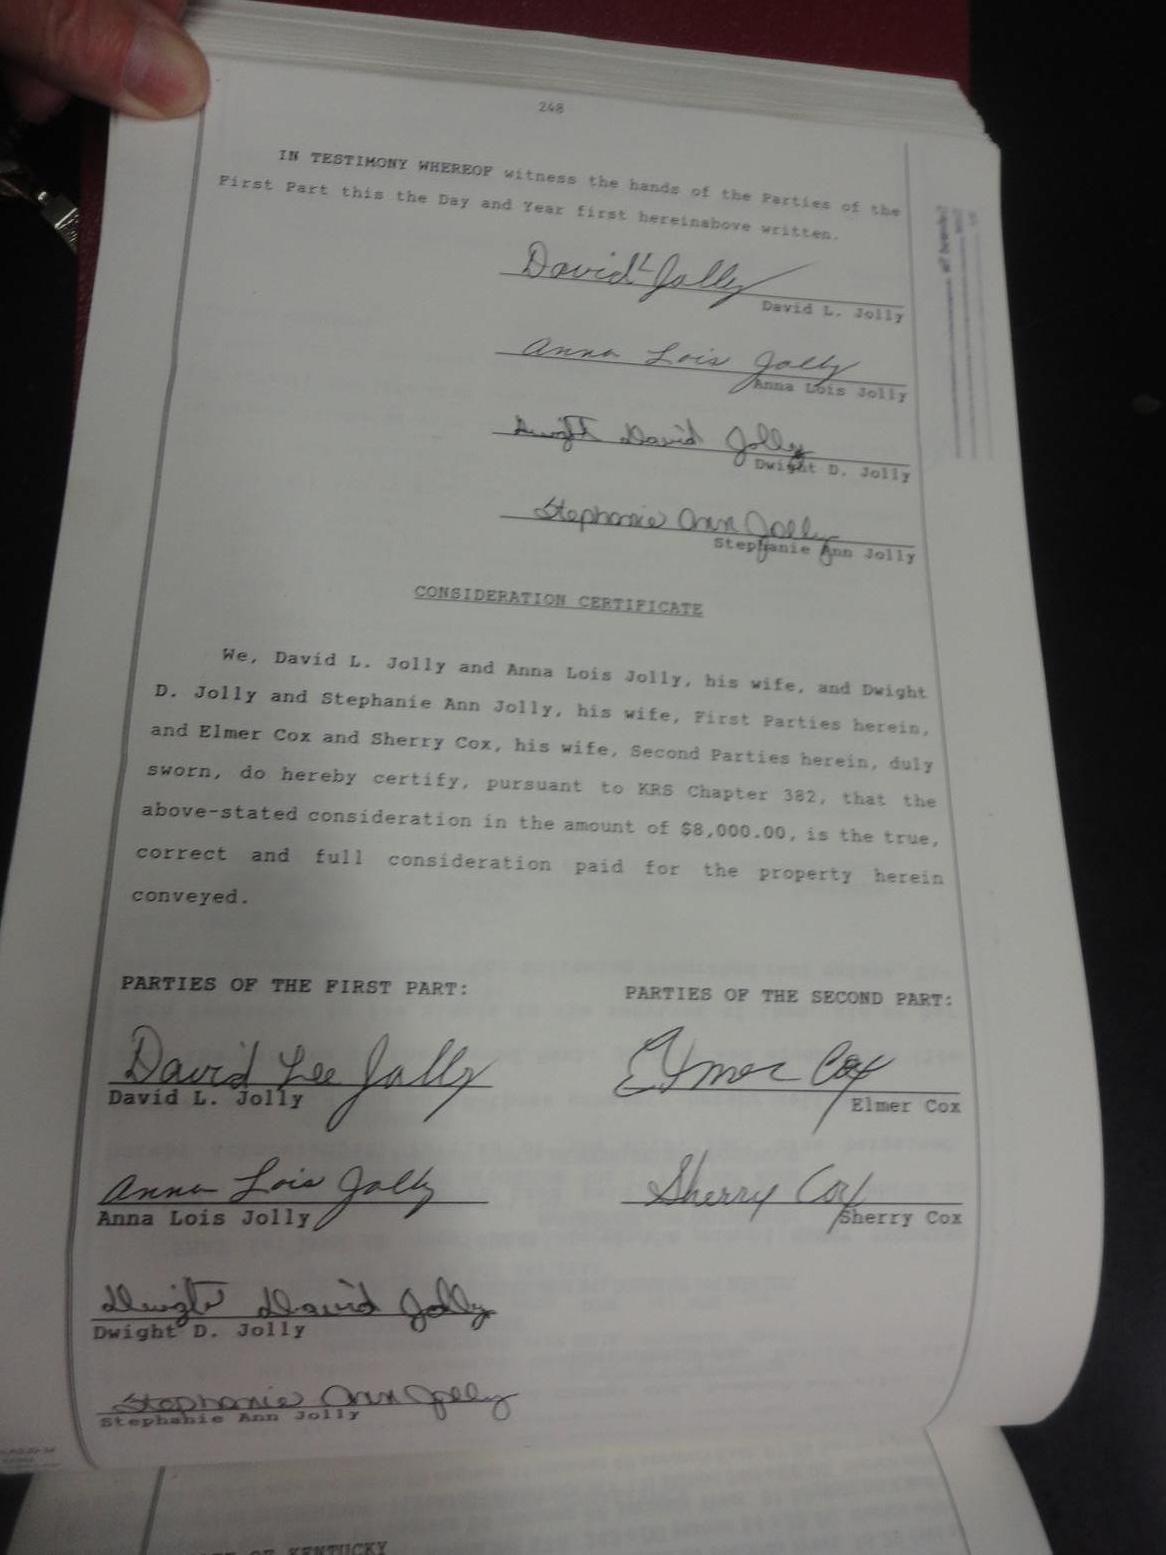 248
IN TESTIMONY WHEREOF witness the hands of the Parties of the
First Part this the Day and Year first hereinabove written.
David L Jolly
David L. Jolly
Anna Lois Jolly
Anna Lois Jolly
Dwight David Jolly
Dwight D. Jolly
Stephanie Ann Jolly
Stephanie Ann Jolly
CONSIDERATION CERTIFICATE
We, David L. Jolly and Anna Lois Jolly, his wife, and Dwight
D. Jolly and Stephanie Ann Jolly, his wife, First Parties herein,
and Elmer Cox and Sherry Cox, his wife, Second Parties herein, duly
sworn, do hereby certify, pursuant to KRS Chapter 382, that the
above-stated consideration in the amount of $8,000.00, is the true,
correct and full consideration paid for the property herein
conveyed.
PARTIES OF THE FIRST PART: PARTIES OF THE SECOND PART:
David Lee Jolly Elmer Cox
David L. Jolly Elmer Cox
Anna Lois Jolly Sherry Cox
Anna Lois Jolly Sherry Cox
Dwight David Jolly
Dwight D. Jolly
Stephanie Ann Jolly
Stephanie Ann Jolly
OF KENTUCKY